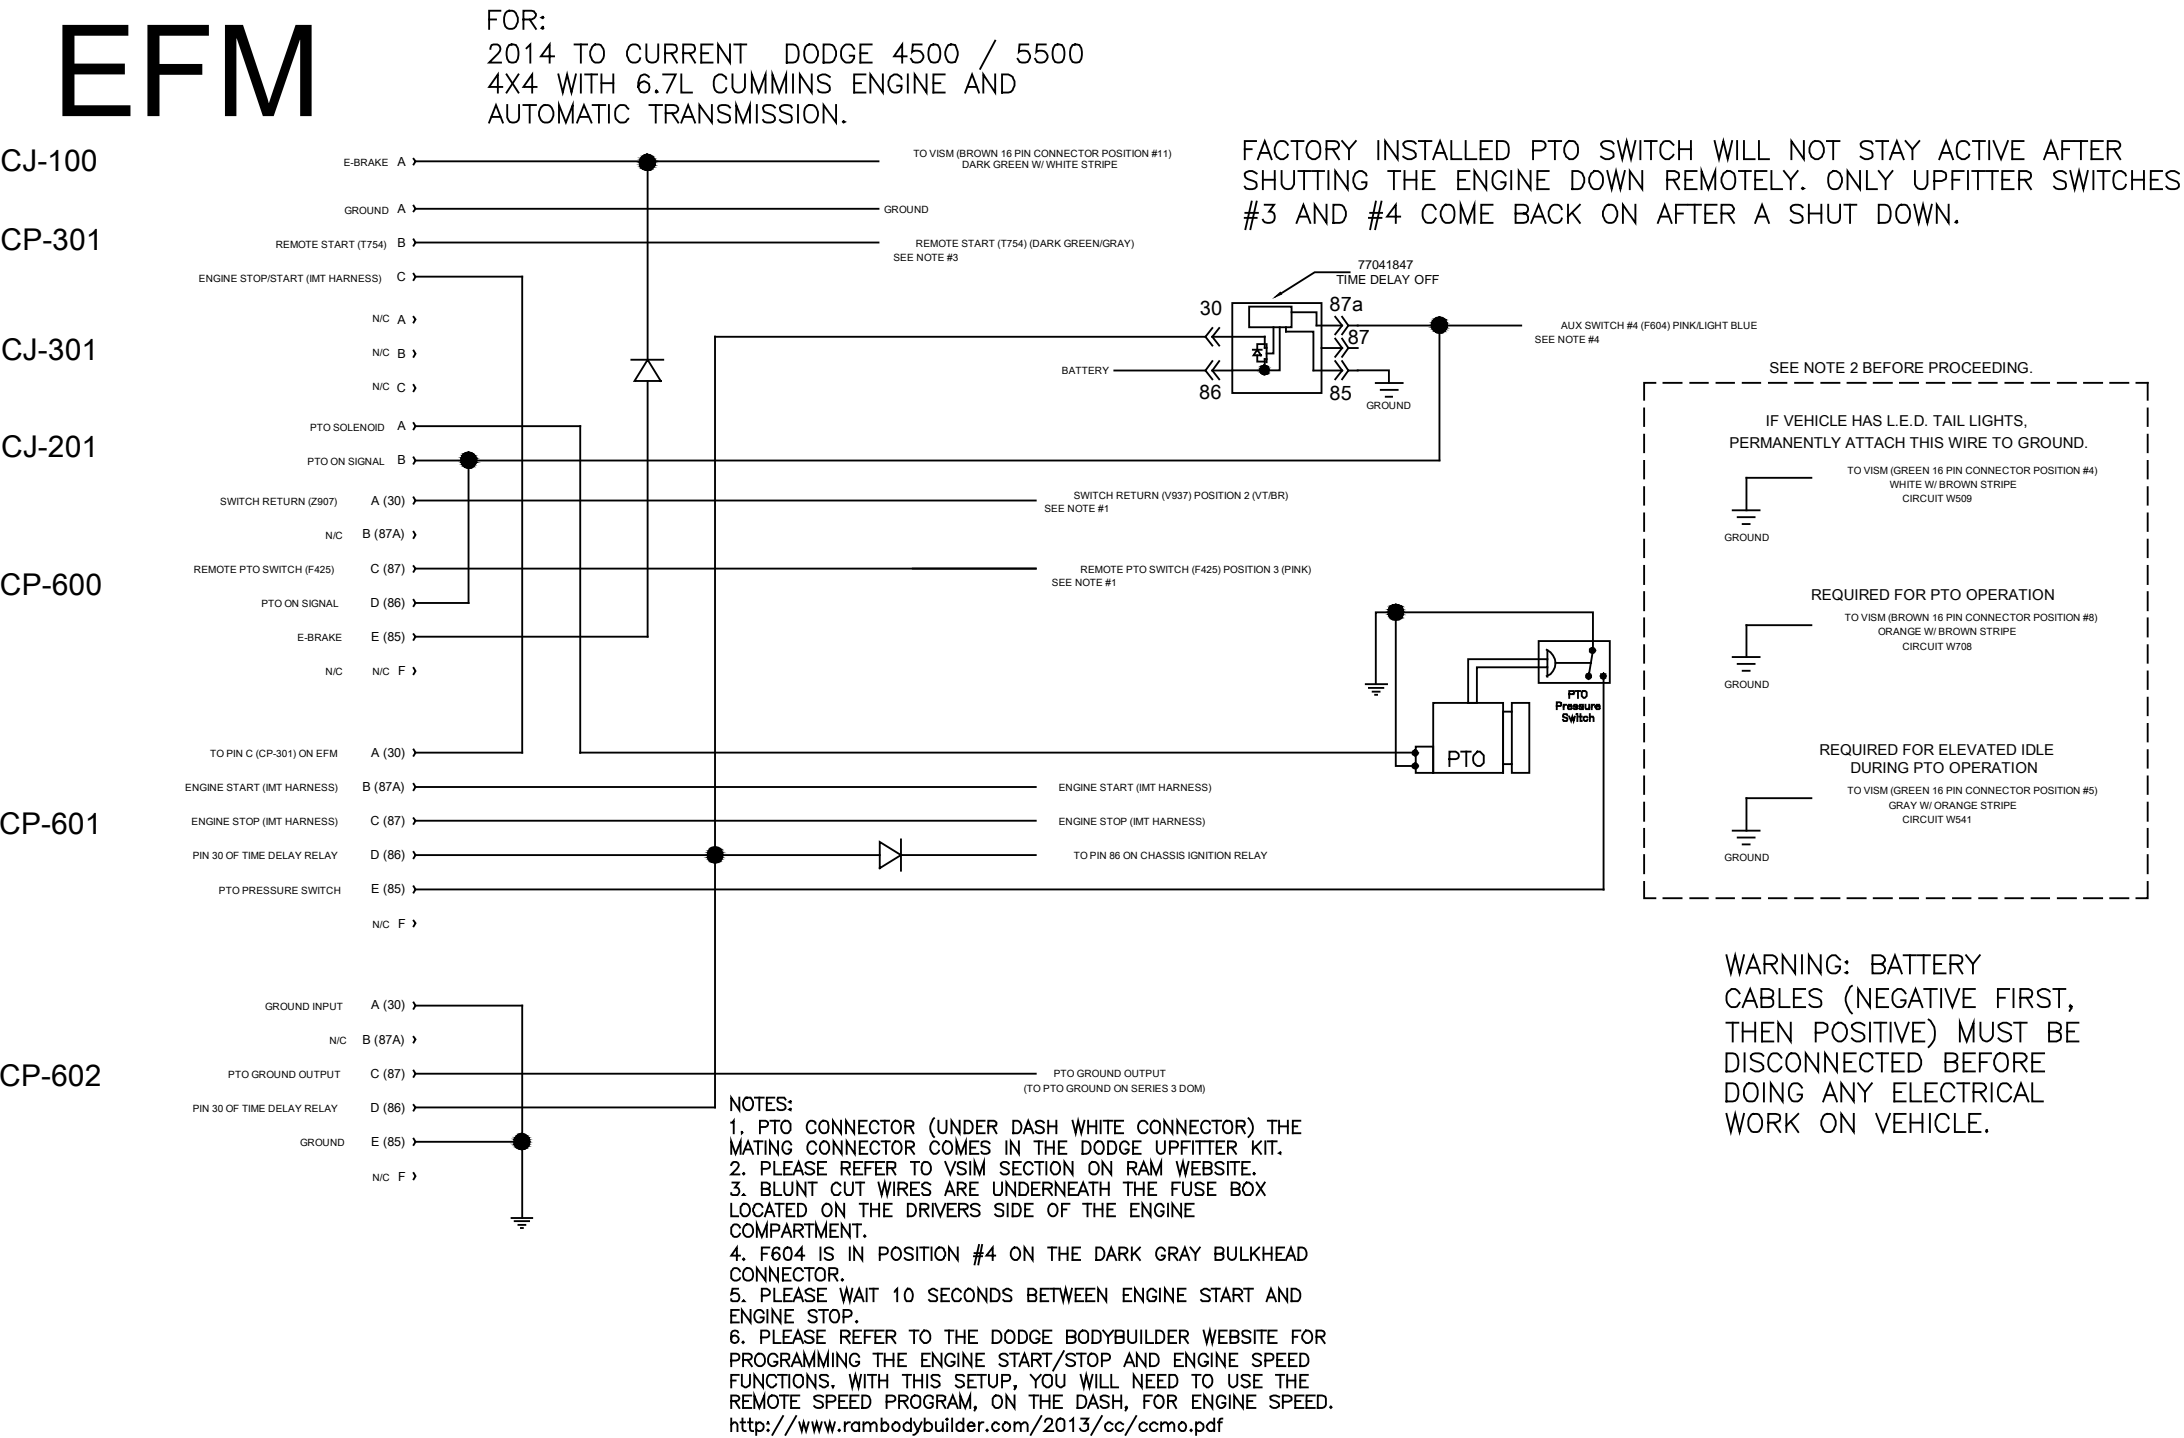 EFM
FOR:
2014 TO CURRENT DODGE 4500 / 5500
4X4 WITH 6.7L CUMMINS ENGINE AND
AUTOMATIC TRANSMISSION.
FACTORY INSTALLED PTO SWITCH WILL NOT STAY ACTIVE AFTER
SHUTTING THE ENGINE DOWN REMOTELY. ONLY UPFITTER SWITCHES
#3 AND #4 COME BACK ON AFTER A SHUT DOWN.
CJ-100
E-BRAKE A
TO VISM (BROWN 16 PIN CONNECTOR POSITION #11)
DARK GREEN W/ WHITE STRIPE
CP-301
GROUND A
GROUND
REMOTE START (T754) B
REMOTE START (T754) (DARK GREEN/GRAY)
SEE NOTE #3
ENGINE STOP/START (IMT HARNESS) C
CJ-301
N/C A
N/C B
N/C C
77041847
TIME DELAY OFF
30
87a
87
86
85
BATTERY
GROUND
AUX SWITCH #4 (F604) PINK/LIGHT BLUE
SEE NOTE #4
CJ-201
PTO SOLENOID A
PTO ON SIGNAL B
CP-600
SWITCH RETURN (Z907) A (30)
SWITCH RETURN (V937) POSITION 2 (VT/BR)
SEE NOTE #1
N/C B (87A)
REMOTE PTO SWITCH (F425) C (87)
REMOTE PTO SWITCH (F425) POSITION 3 (PINK)
SEE NOTE #1
PTO ON SIGNAL D (86)
E-BRAKE E (85)
N/C N/C F
PTO
Pressure
Switch
PTO
CP-601
TO PIN C (CP-301) ON EFM A (30)
ENGINE START (IMT HARNESS) B (87A)
ENGINE START (IMT HARNESS)
ENGINE STOP (IMT HARNESS) C (87)
ENGINE STOP (IMT HARNESS)
PIN 30 OF TIME DELAY RELAY D (86)
TO PIN 86 ON CHASSIS IGNITION RELAY
PTO PRESSURE SWITCH E (85)
N/C F
CP-602
GROUND INPUT A (30)
N/C B (87A)
PTO GROUND OUTPUT C (87)
PTO GROUND OUTPUT
(TO PTO GROUND ON SERIES 3 DOM)
PIN 30 OF TIME DELAY RELAY D (86)
GROUND E (85)
N/C F
SEE NOTE 2 BEFORE PROCEEDING.
IF VEHICLE HAS L.E.D. TAIL LIGHTS,
PERMANENTLY ATTACH THIS WIRE TO GROUND.
TO VISM (GREEN 16 PIN CONNECTOR POSITION #4)
WHITE W/ BROWN STRIPE
CIRCUIT W509
GROUND
REQUIRED FOR PTO OPERATION
TO VISM (BROWN 16 PIN CONNECTOR POSITION #8)
ORANGE W/ BROWN STRIPE
CIRCUIT W708
GROUND
REQUIRED FOR ELEVATED IDLE
DURING PTO OPERATION
TO VISM (GREEN 16 PIN CONNECTOR POSITION #5)
GRAY W/ ORANGE STRIPE
CIRCUIT W541
GROUND
WARNING: BATTERY
CABLES (NEGATIVE FIRST,
THEN POSITIVE) MUST BE
DISCONNECTED BEFORE
DOING ANY ELECTRICAL
WORK ON VEHICLE.
NOTES:
1. PTO CONNECTOR (UNDER DASH WHITE CONNECTOR) THE
MATING CONNECTOR COMES IN THE DODGE UPFITTER KIT.
2. PLEASE REFER TO VSIM SECTION ON RAM WEBSITE.
3. BLUNT CUT WIRES ARE UNDERNEATH THE FUSE BOX
LOCATED ON THE DRIVERS SIDE OF THE ENGINE
COMPARTMENT.
4. F604 IS IN POSITION #4 ON THE DARK GRAY BULKHEAD
CONNECTOR.
5. PLEASE WAIT 10 SECONDS BETWEEN ENGINE START AND
ENGINE STOP.
6. PLEASE REFER TO THE DODGE BODYBUILDER WEBSITE FOR
PROGRAMMING THE ENGINE START/STOP AND ENGINE SPEED
FUNCTIONS. WITH THIS SETUP, YOU WILL NEED TO USE THE
REMOTE SPEED PROGRAM, ON THE DASH, FOR ENGINE SPEED.
http://www.rambodybuilder.com/2013/cc/ccmo.pdf